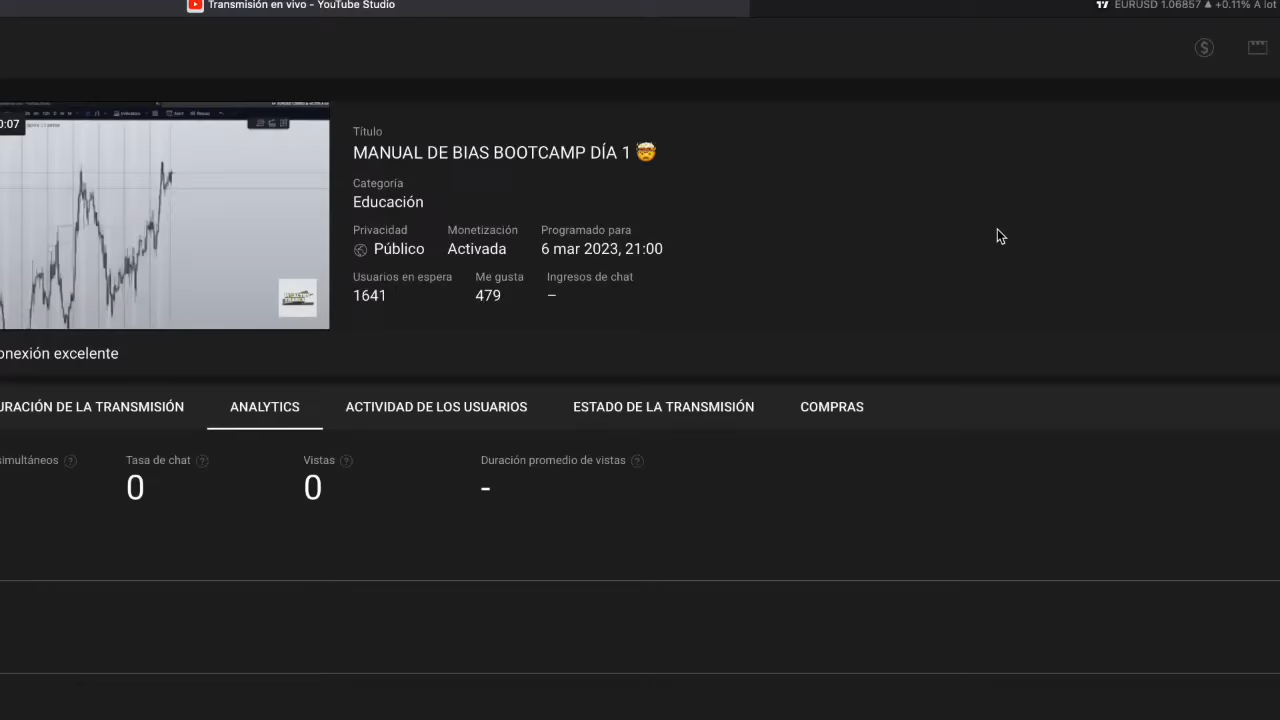 Transmisión en vivo - YouTube Studio
EURUSD 1.06857 ▲ +0.11% A lot
0:07
Título
MANUAL DE BIAS BOOTCAMP DÍA 1 🤯
Categoría
Educación
Privacidad Monetización Programado para
Público Activada 6 mar 2023, 21:00
Usuarios en espera Me gusta Ingresos de chat
1641 479 –
onexión excelente
URACIÓN DE LA TRANSMISIÓN ANALYTICS ACTIVIDAD DE LOS USUARIOS ESTADO DE LA TRANSMISIÓN COMPRAS
simultáneos Tasa de chat Vistas Duración promedio de vistas
0 0 -